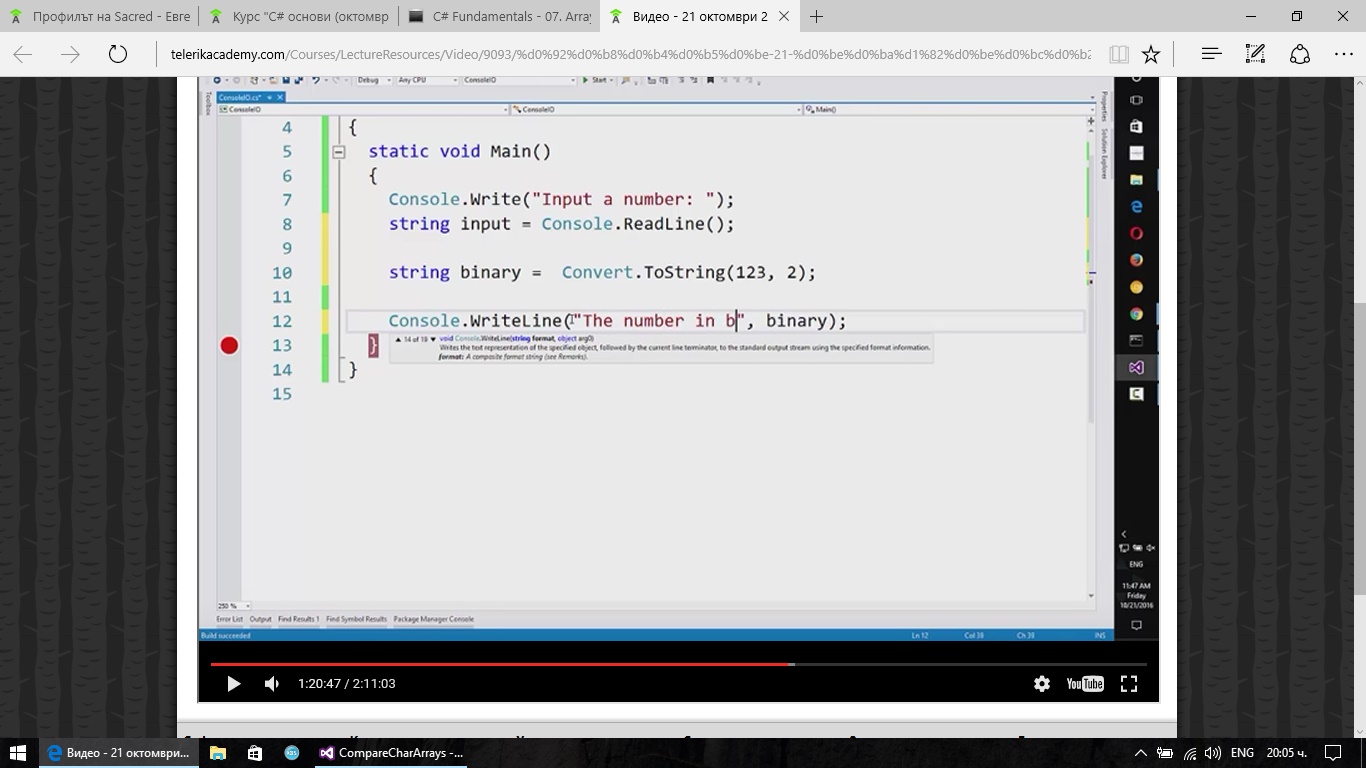 Профилът на Sacred - Евге
Курс "C# основи (октомвр
C# Fundamentals - 07. Array
Видео - 21 октомври 2
telerikacademy.com/Courses/LectureResources/Video/9093/%d0%92%d0%b8%d0%b4%d0%b5%d0%be-21-%d0%be%d0%ba%d1%82%d0%be%d0%bc%d0%b2
Debug Any CPU ConsoleIO Start
ConsoleIO.cs*
ConsoleIO ConsoleIO Main()
Toolbox
Properties
Solution Explorer
4 {
5 static void Main()
6 {
7 Console.Write("Input a number: ");
8 string input = Console.ReadLine();
9
10 string binary = Convert.ToString(123, 2);
11
12 Console.WriteLine("The number in b", binary);
14 of 19 void Console.WriteLine(string format, object arg0)
Writes the text representation of the specified object, followed by the current line terminator, to the standard output stream using the specified format information.
format: A composite format string (see Remarks).
13 }
14 }
15
250 %
Error List Output Find Results 1 Find Symbol Results Package Manager Console
Build succeeded Ln 12 Col 39 Ch 39 INS
ENG
11:47 AM
Friday
10/21/2016
1:20:47 / 2:11:03
YouTube
Видео - 21 октомври...
CompareCharArrays -...
ENG 20:05 ч.